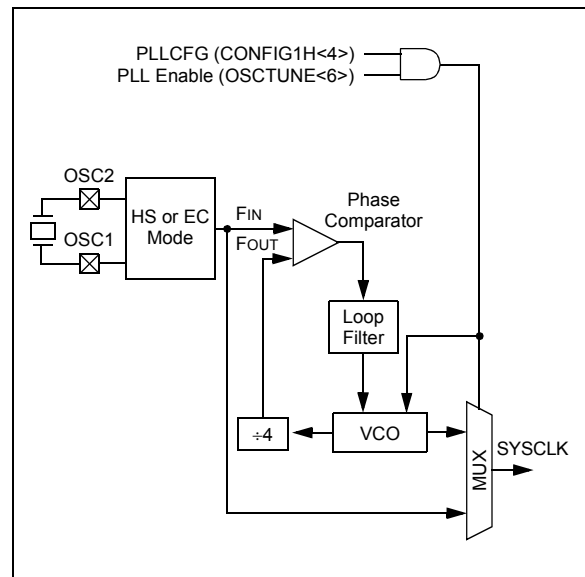 PLLCFG (CONFIG1H<4>)
PLL Enable (OSCTUNE<6>)
OSC2
OSC1
HS or EC
Mode
FIN
FOUT
Phase
Comparator
Loop
Filter
÷4
VCO
MUX
SYSCLK